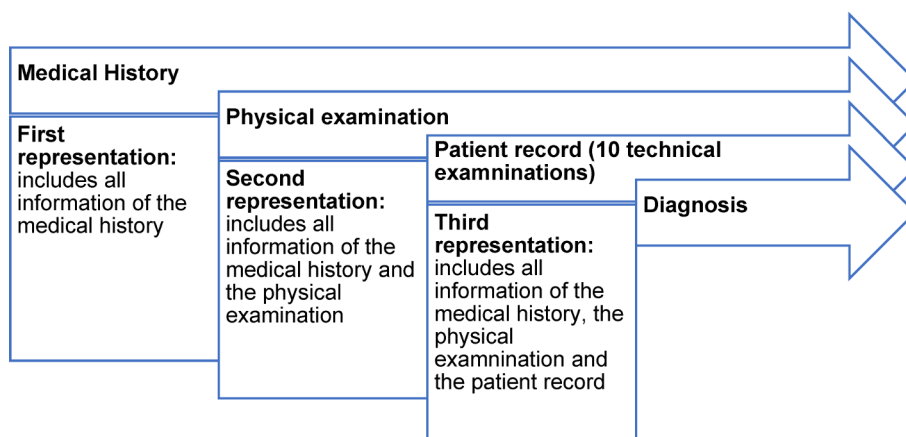 Medical History
First
representation:
includes all
information of the
medical history
Physical examination
Second
representation:
includes all
information of the
medical history and
the physical
examination
Patient record (10 technical
examninations)
Third
representation:
includes all
information of the
medical history, the
physical
examnination and
the patient record
Diagnosis